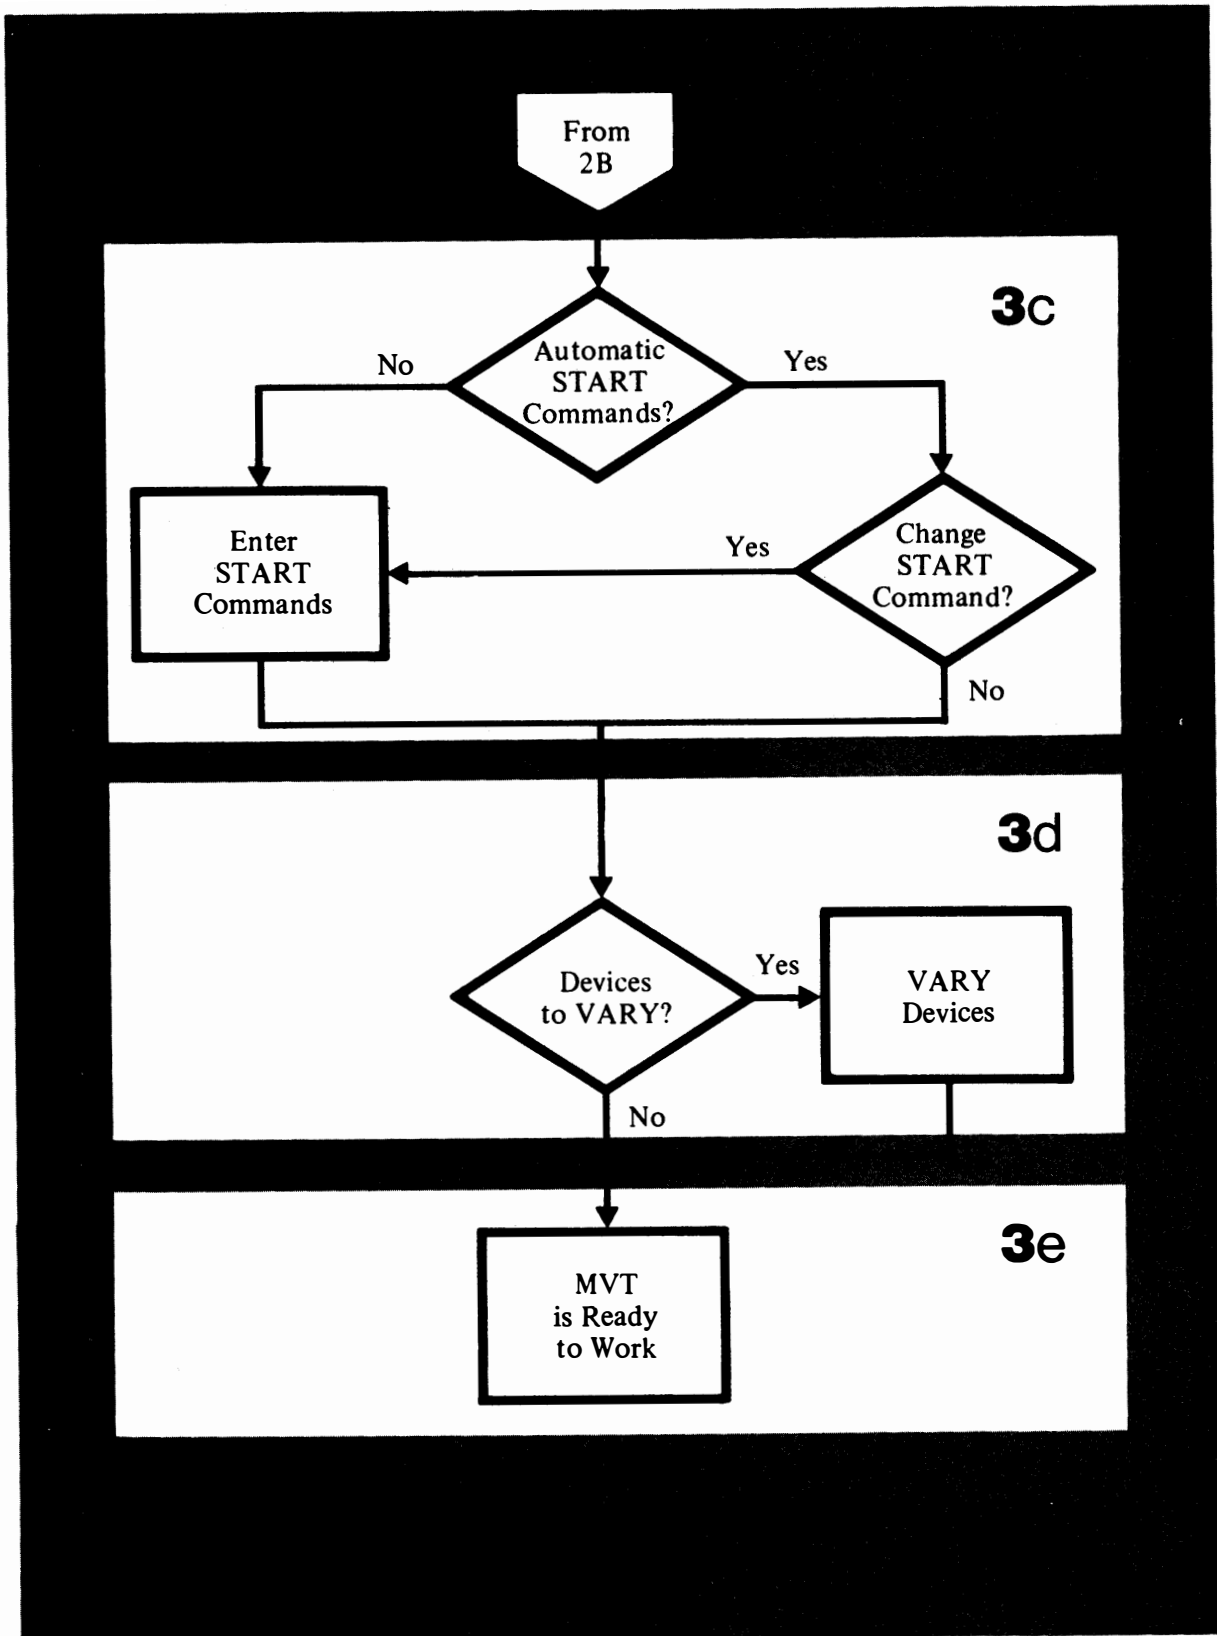 From
2B
3c
Automatic
START
Commands?
No
Yes
Enter
START
Commands
Yes
Change
START
Command?
No
3d
Devices
to VARY?
Yes
VARY
Devices
No
3e
MVT
is Ready
to Work